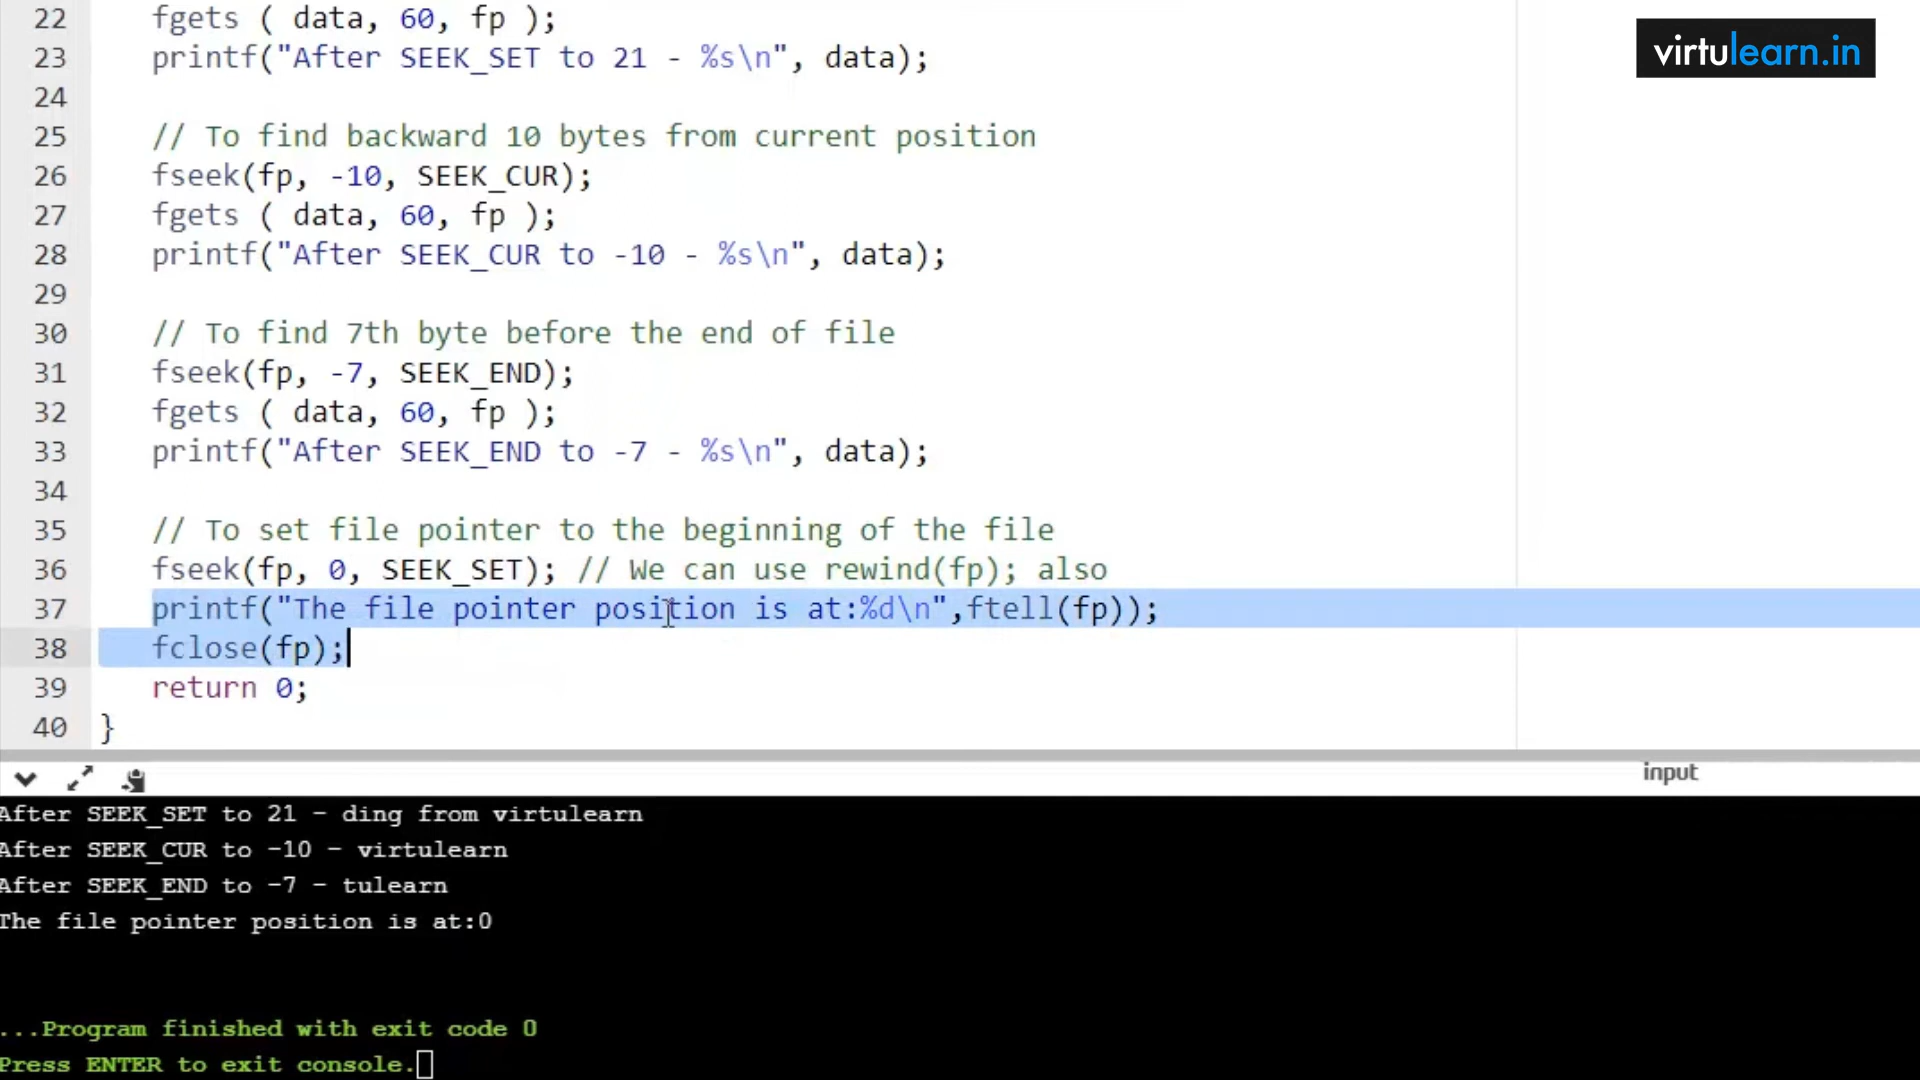 virtulearn.in
22 fgets ( data, 60, fp );
23 printf("After SEEK_SET to 21 - %s\n", data);
24
25 // To find backward 10 bytes from current position
26 fseek(fp, -10, SEEK_CUR);
27 fgets ( data, 60, fp );
28 printf("After SEEK_CUR to -10 - %s\n", data);
29
30 // To find 7th byte before the end of file
31 fseek(fp, -7, SEEK_END);
32 fgets ( data, 60, fp );
33 printf("After SEEK_END to -7 - %s\n", data);
34
35 // To set file pointer to the beginning of the file
36 fseek(fp, 0, SEEK_SET); // We can use rewind(fp); also
37 printf("The file pointer position is at:%d\n",ftell(fp));
38 fclose(fp);
39 return 0;
40 }
input
After SEEK_SET to 21 - ding from virtulearn
After SEEK_CUR to -10 - virtulearn
After SEEK_END to -7 - tulearn
The file pointer position is at:0
...Program finished with exit code 0
Press ENTER to exit console.